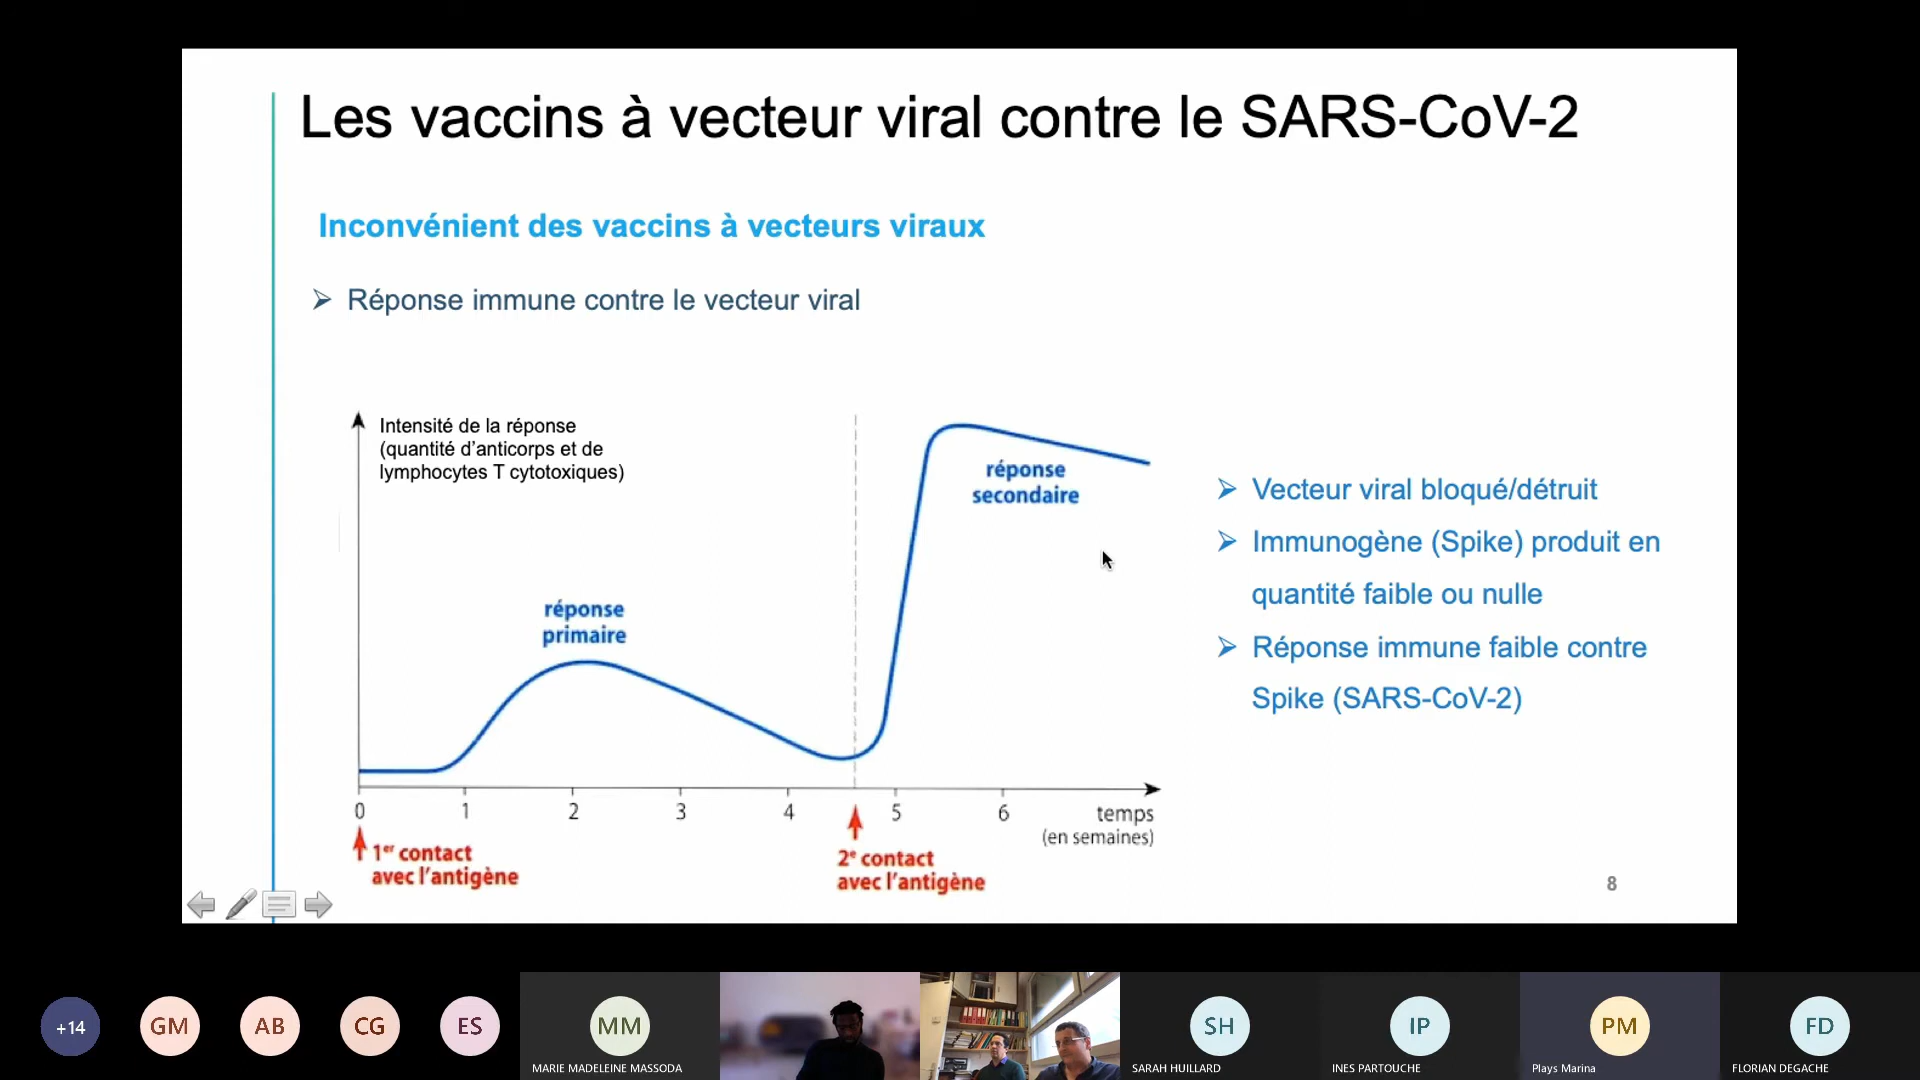 Les vaccins à vecteur viral contre le SARS-CoV-2
Inconvénient des vaccins à vecteurs viraux
Réponse immune contre le vecteur viral
Intensité de la réponse
(quantité d'anticorps et de
lymphocytes T cytotoxiques)
réponse
primaire
réponse
secondaire
0 1 2 3 4 5 6 temps
(en semaines)
1er contact
avec l'antigène
2e contact
avec l'antigène
Vecteur viral bloqué/détruit
Immunogène (Spike) produit en
quantité faible ou nulle
Réponse immune faible contre
Spike (SARS-CoV-2)
8
+14
GM
AB
CG
ES
MM
MARIE MADELEINE MASSODA
SH
SARAH HUILLARD
IP
INES PARTOUCHE
PM
Plays Marina
FD
FLORIAN DEGACHE